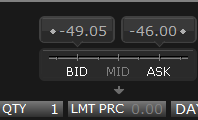 -49.05 -46.00
BID MID ASK
QTY 1 LMT PRC 0.00 DAY